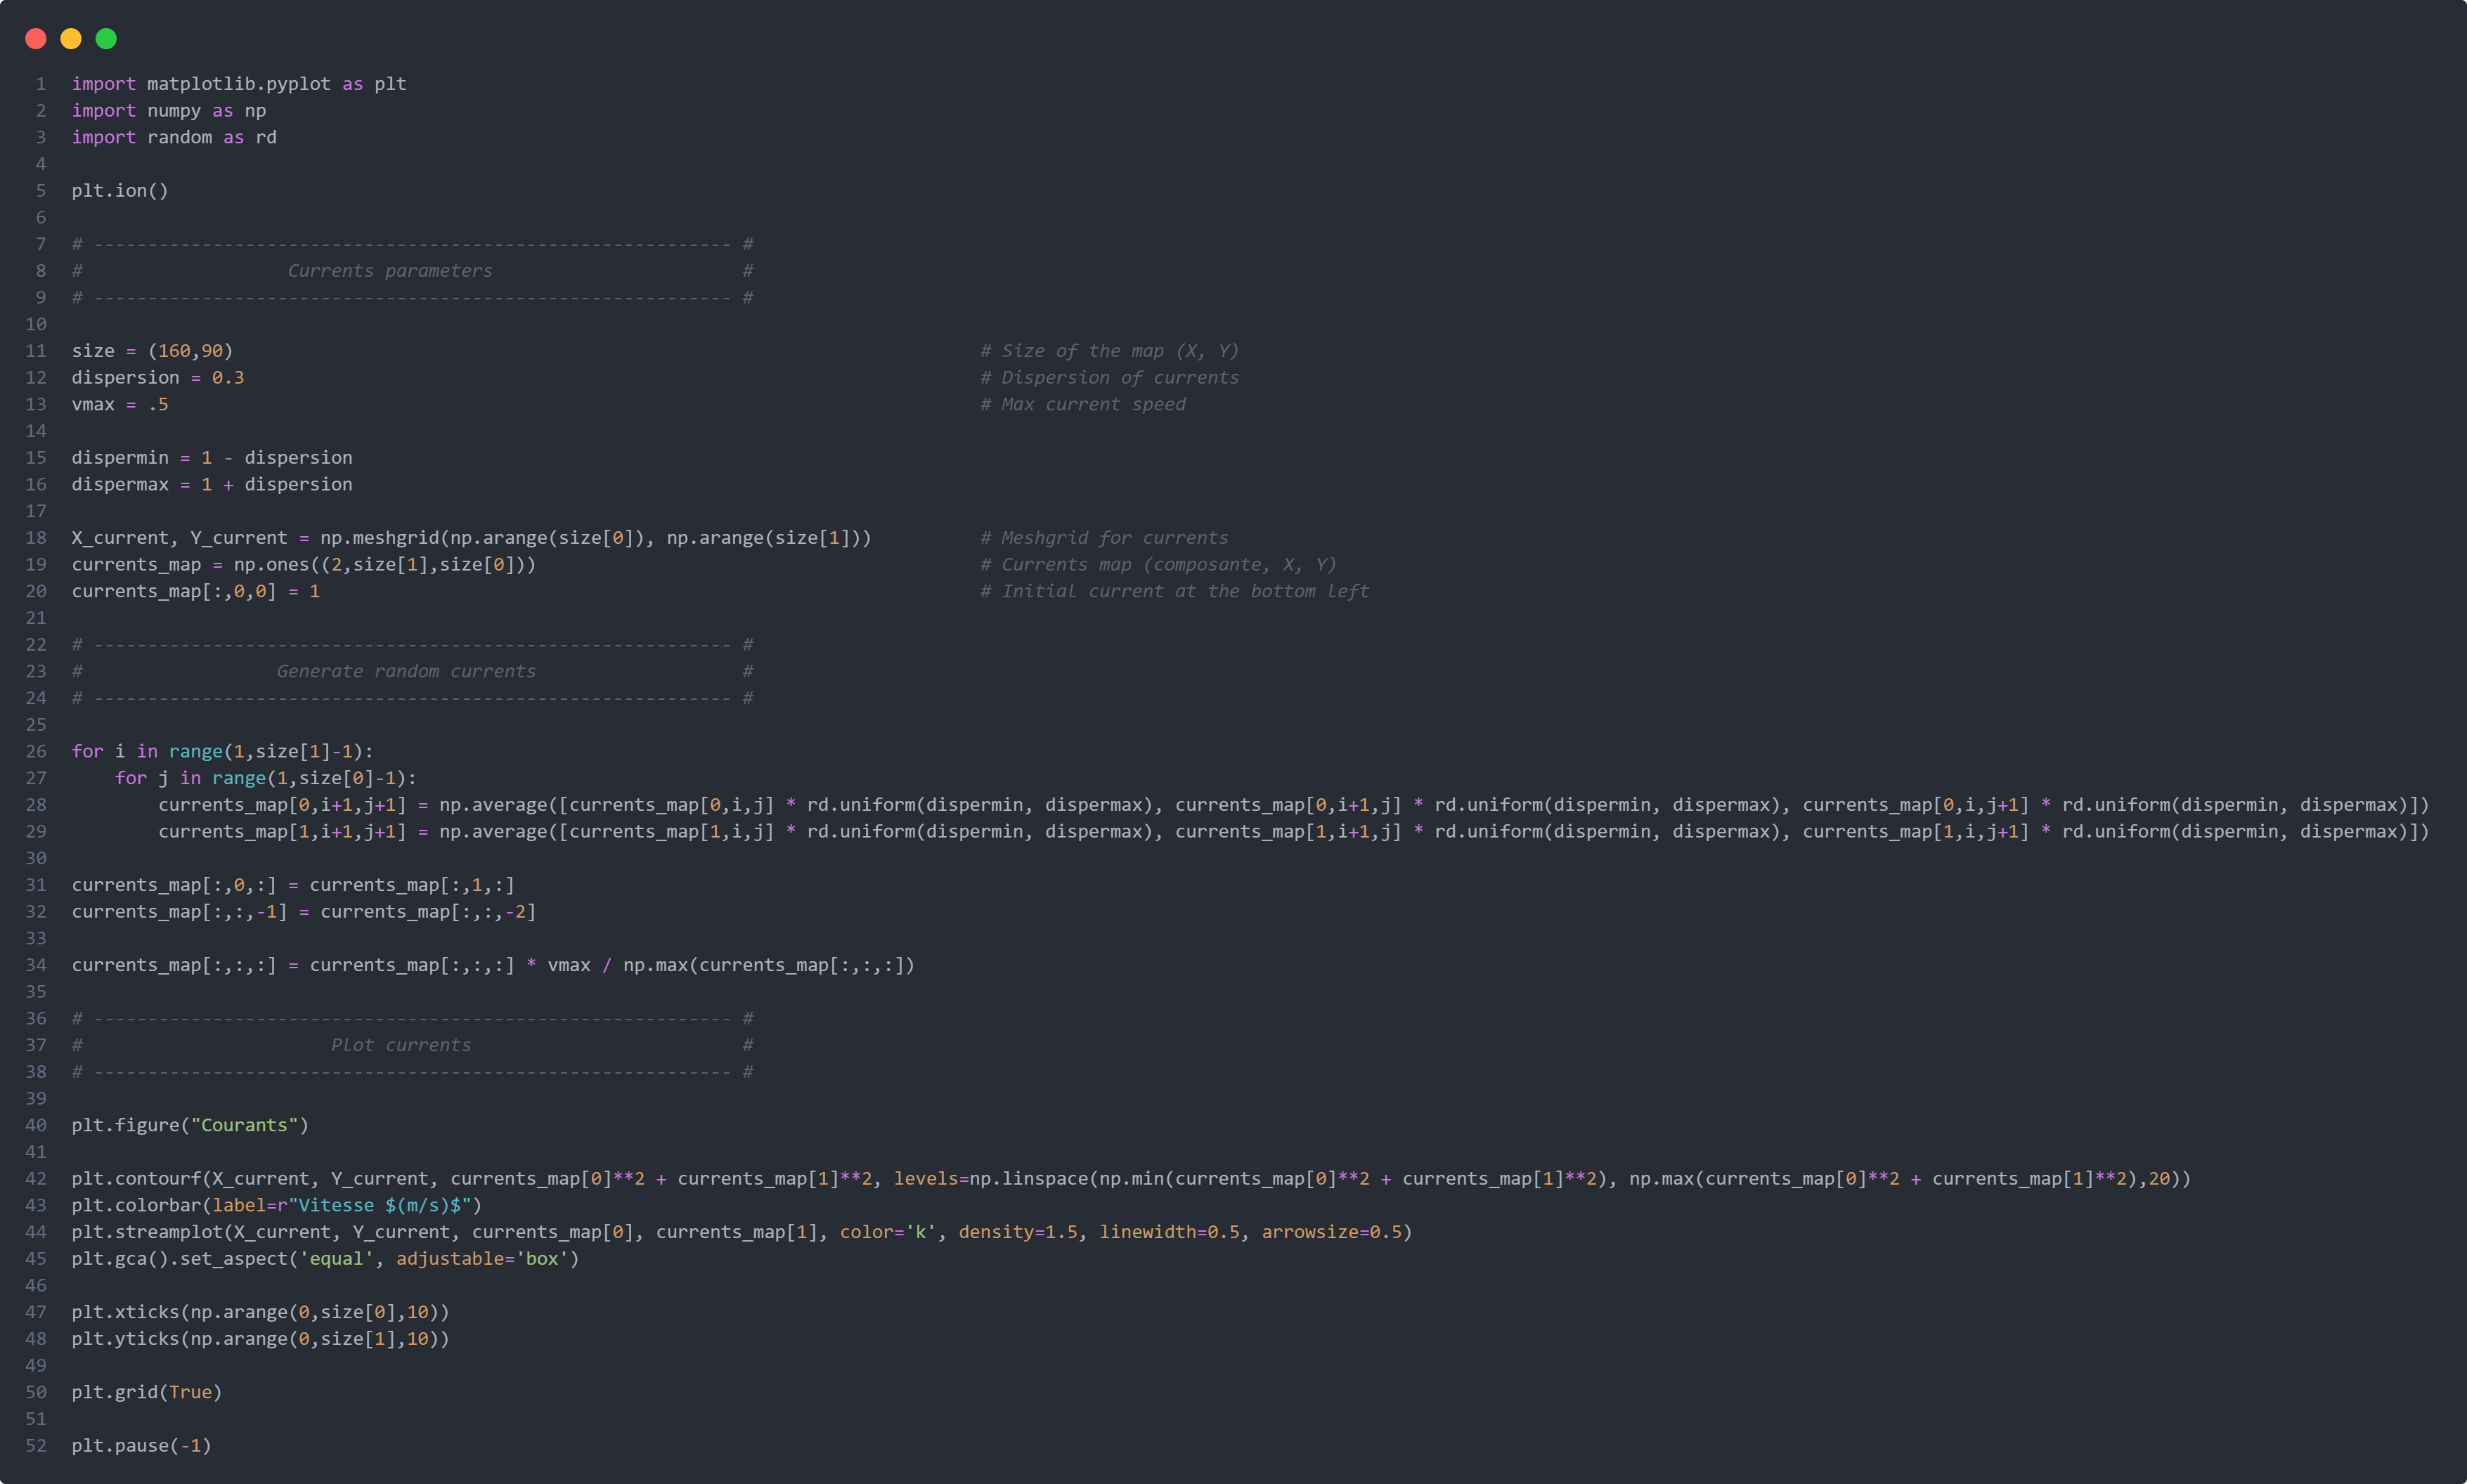 1 import matplotlib.pyplot as plt
2 import numpy as np
3 import random as rd
4
5 plt.ion()
6
7 # ----------------------------------------------------------- #
8 #                   Currents parameters                       #
9 # ----------------------------------------------------------- #
10
11 size = (160,90)                                                                     # Size of the map (X, Y)
12 dispersion = 0.3                                                                    # Dispersion of currents
13 vmax = .5                                                                           # Max current speed
14
15 dispermin = 1 - dispersion
16 dispermax = 1 + dispersion
17
18 X_current, Y_current = np.meshgrid(np.arange(size[0]), np.arange(size[1]))          # Meshgrid for currents
19 currents_map = np.ones((2,size[1],size[0]))                                         # Currents map (composante, X, Y)
20 currents_map[:,0,0] = 1                                                             # Initial current at the bottom left
21
22 # ----------------------------------------------------------- #
23 #                  Generate random currents                   #
24 # ----------------------------------------------------------- #
25
26 for i in range(1,size[1]-1):
27     for j in range(1,size[0]-1):
28         currents_map[0,i+1,j+1] = np.average([currents_map[0,i,j] * rd.uniform(dispermin, dispermax), currents_map[0,i+1,j] * rd.uniform(dispermin, dispermax), currents_map[0,i,j+1] * rd.uniform(dispermin, dispermax)])
29         currents_map[1,i+1,j+1] = np.average([currents_map[1,i,j] * rd.uniform(dispermin, dispermax), currents_map[1,i+1,j] * rd.uniform(dispermin, dispermax), currents_map[1,i,j+1] * rd.uniform(dispermin, dispermax)])
30
31 currents_map[:,0,:] = currents_map[:,1,:]
32 currents_map[:,:,-1] = currents_map[:,:,-2]
33
34 currents_map[:,:,:] = currents_map[:,:,:] * vmax / np.max(currents_map[:,:,:])
35
36 # ----------------------------------------------------------- #
37 #                       Plot currents                         #
38 # ----------------------------------------------------------- #
39
40 plt.figure("Courants")
41
42 plt.contourf(X_current, Y_current, currents_map[0]**2 + currents_map[1]**2, levels=np.linspace(np.min(currents_map[0]**2 + currents_map[1]**2), np.max(currents_map[0]**2 + currents_map[1]**2),20))
43 plt.colorbar(label=r"Vitesse $(m/s)$")
44 plt.streamplot(X_current, Y_current, currents_map[0], currents_map[1], color='k', density=1.5, linewidth=0.5, arrowsize=0.5)
45 plt.gca().set_aspect('equal', adjustable='box')
46
47 plt.xticks(np.arange(0,size[0],10))
48 plt.yticks(np.arange(0,size[1],10))
49
50 plt.grid(True)
51
52 plt.pause(-1)